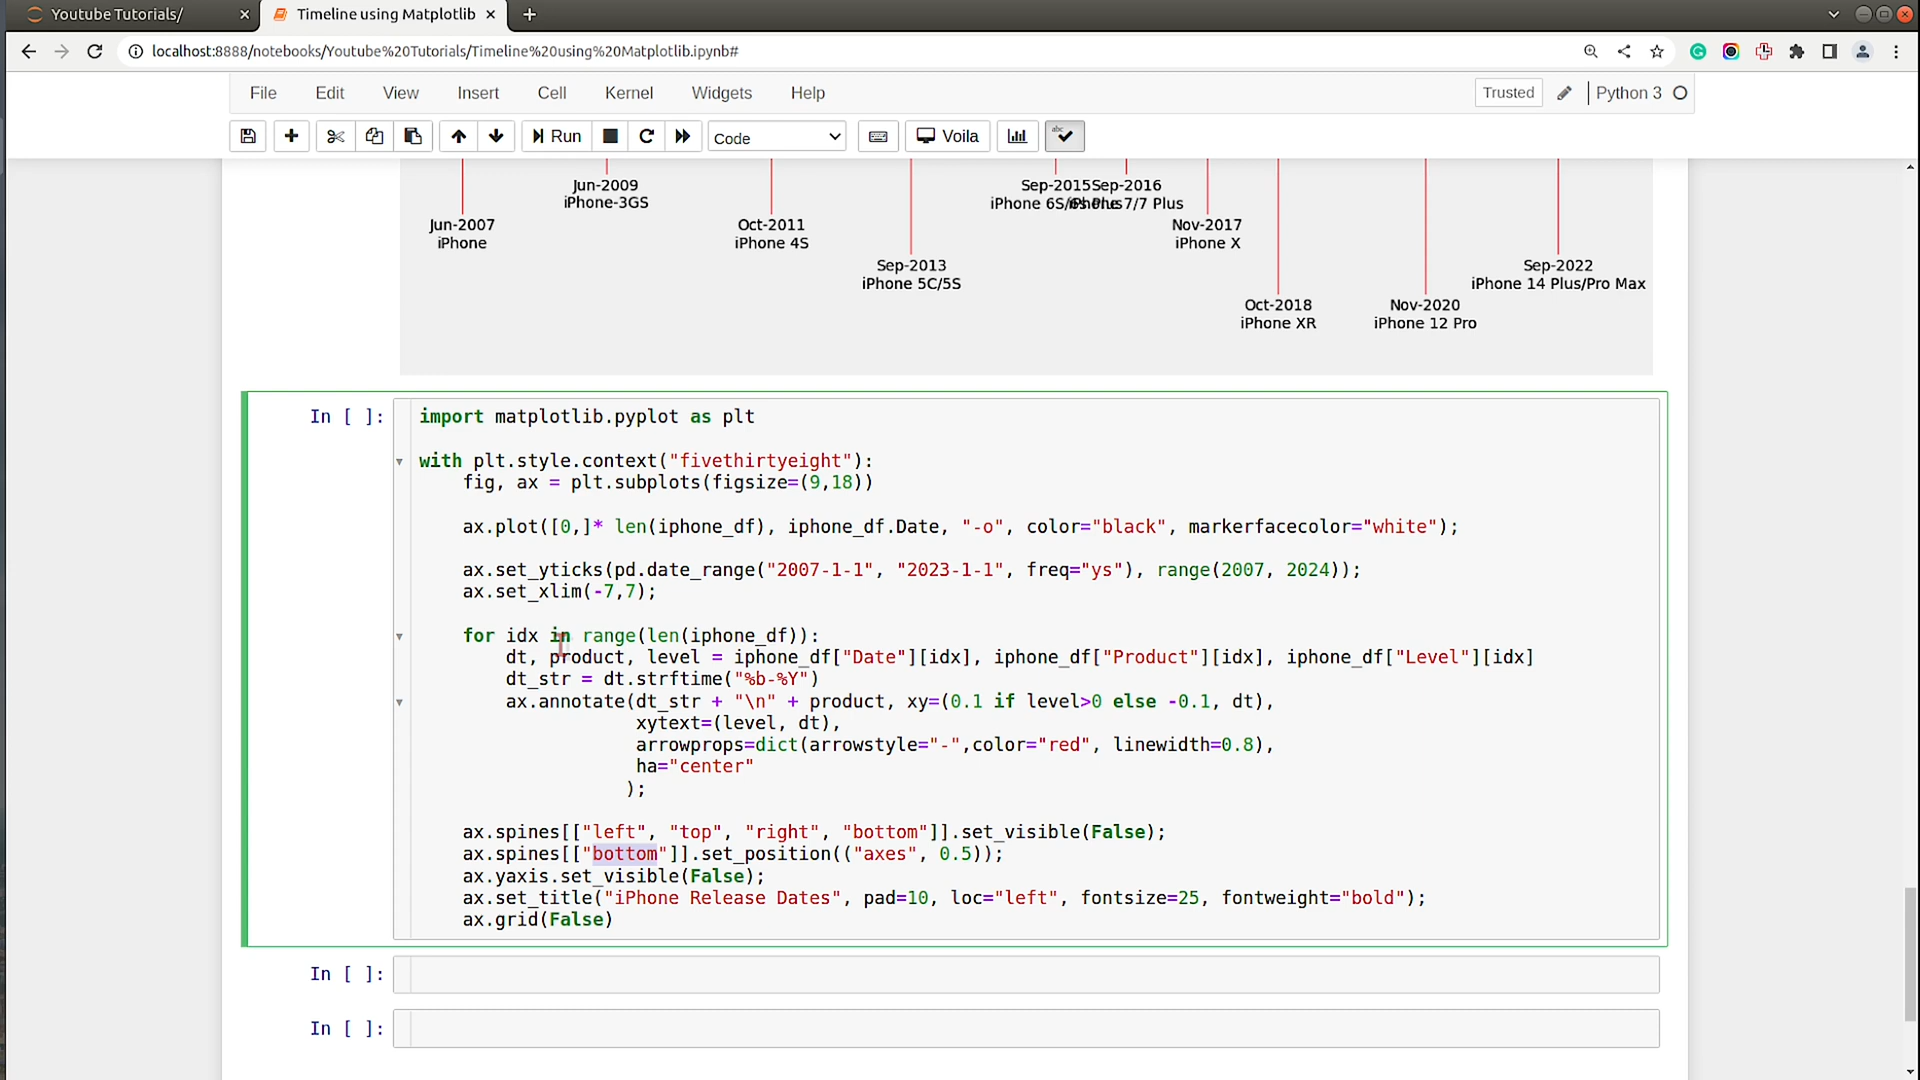 Youtube Tutorials/
Timeline using Matplotlib
localhost:8888/notebooks/Youtube%20Tutorials/Timeline%20using%20Matplotlib.ipynb#
File Edit View Insert Cell Kernel Widgets Help
Trusted
Python 3
Run
Code
Voila
Jun-2009
iPhone-3GS
Jun-2007
iPhone
Oct-2011
iPhone 4S
Sep-2013
iPhone 5C/5S
Sep-2015
iPhone 6S/6s Plus
Sep-2016
iPhone 7/7 Plus
Nov-2017
iPhone X
Oct-2018
iPhone XR
Nov-2020
iPhone 12 Pro
Sep-2022
iPhone 14 Plus/Pro Max
In [ ]:
import matplotlib.pyplot as plt
with plt.style.context("fivethirtyeight"):
fig, ax = plt.subplots(figsize=(9,18))
ax.plot([0,]* len(iphone_df), iphone_df.Date, "-o", color="black", markerfacecolor="white");
ax.set_yticks(pd.date_range("2007-1-1", "2023-1-1", freq="ys"), range(2007, 2024));
ax.set_xlim(-7,7);
for idx in range(len(iphone_df)):
dt, product, level = iphone_df["Date"][idx], iphone_df["Product"][idx], iphone_df["Level"][idx]
dt_str = dt.strftime("%b-%Y")
ax.annotate(dt_str + "\n" + product, xy=(0.1 if level>0 else -0.1, dt),
xytext=(level, dt),
arrowprops=dict(arrowstyle="-",color="red", linewidth=0.8),
ha="center"
);
ax.spines[["left", "top", "right", "bottom"]].set_visible(False);
ax.spines[["bottom"]].set_position(("axes", 0.5));
ax.yaxis.set_visible(False);
ax.set_title("iPhone Release Dates", pad=10, loc="left", fontsize=25, fontweight="bold");
ax.grid(False)
In [ ]:
In [ ]: